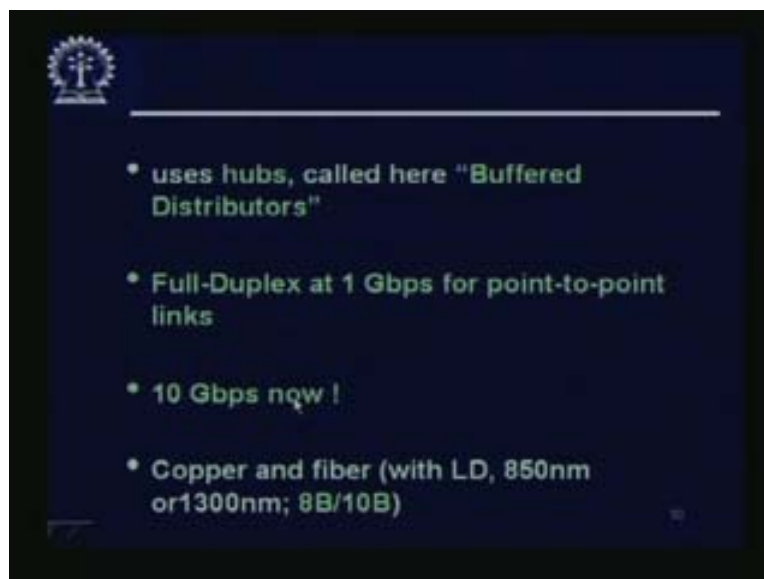 • uses hubs, called here “Buffered
Distributors”
• Full-Duplex at 1 Gbps for point-to-point
links
• 10 Gbps now !
• Copper and fiber (with LD, 850nm
or1300nm; 8B/10B)